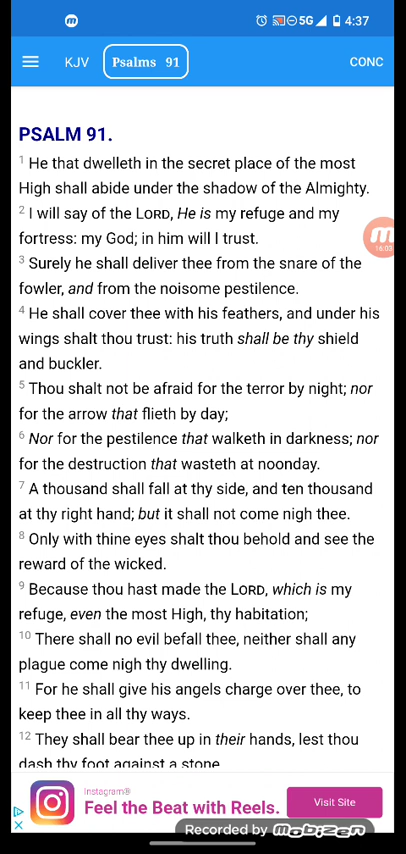 5G 4:37
KJV Psalms 91 CONC
PSALM 91.
1 He that dwelleth in the secret place of the most
High shall abide under the shadow of the Almighty.
2 I will say of the LORD, He is my refuge and my
fortress: my God; in him will I trust.
16:03
3 Surely he shall deliver thee from the snare of the
fowler, and from the noisome pestilence.
4 He shall cover thee with his feathers, and under his
wings shalt thou trust: his truth shall be thy shield
and buckler.
5 Thou shalt not be afraid for the terror by night; nor
for the arrow that flieth by day;
6 Nor for the pestilence that walketh in darkness; nor
for the destruction that wasteth at noonday.
7 A thousand shall fall at thy side, and ten thousand
at thy right hand; but it shall not come nigh thee.
8 Only with thine eyes shalt thou behold and see the
reward of the wicked.
9 Because thou hast made the LORD, which is my
refuge, even the most High, thy habitation;
10 There shall no evil befall thee, neither shall any
plague come nigh thy dwelling.
11 For he shall give his angels charge over thee, to
keep thee in all thy ways.
12 They shall bear thee up in their hands, lest thou
dash thy foot against a stone
Instagram®
Feel the Beat with Reels.
Visit Site
Recorded by mobizen